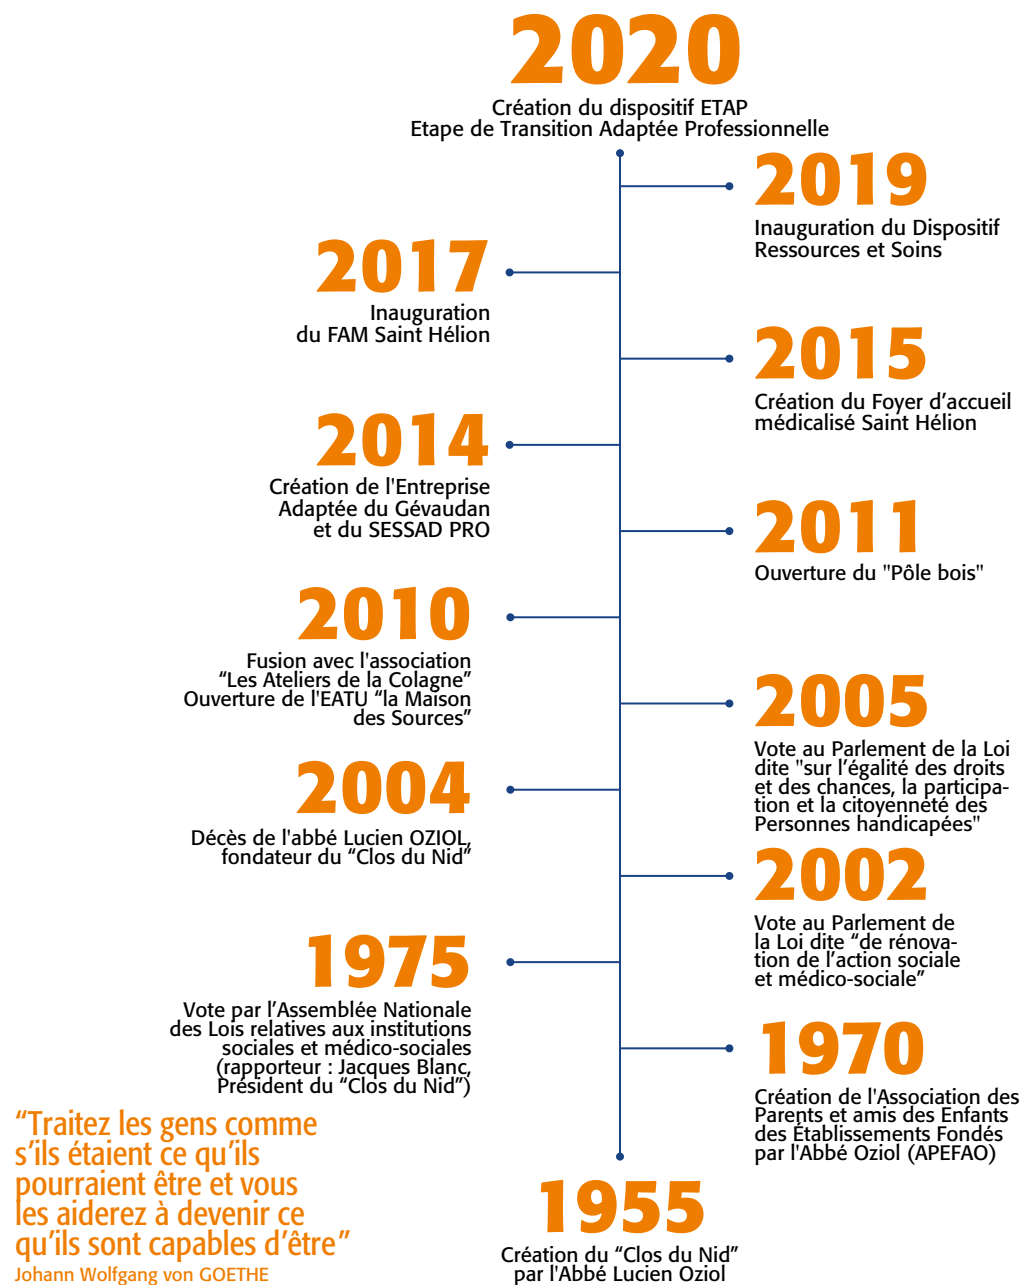 2020
Création du dispositif ETAP
Etape de Transition Adaptée Professionnelle
2019
Inauguration du Dispositif
Ressources et Soins
2017
Inauguration
du FAM Saint Hélion
2015
Création du Foyer d’accueil
médicalisé Saint Hélion
2014
Création de l'Entreprise
Adaptée du Gévaudan
et du SESSAD PRO
2011
Ouverture du "Pôle bois"
2010
Fusion avec l'association
“Les Ateliers de la Colagne”
Ouverture de l'EATU “la Maison
des Sources”
2005
Vote au Parlement de la Loi
dite "sur l’égalité des droits
et des chances, la participa-
tion et la citoyenneté des
Personnes handicapées"
2004
Décès de l'abbé Lucien OZIOL,
fondateur du “Clos du Nid”
2002
Vote au Parlement de
la Loi dite “de rénova-
tion de l’action sociale
et médico-sociale”
1975
Vote par l’Assemblée Nationale
des Lois relatives aux institutions
sociales et médico-sociales
(rapporteur : Jacques Blanc,
Président du “Clos du Nid”)
1970
Création de l'Association des
Parents et amis des Enfants
des Établissements Fondés
par l'Abbé Oziol (APEFAO)
“Traitez les gens comme
s’ils étaient ce qu’ils
pourraient être et vous
les aiderez à devenir ce
qu’ils sont capables d’être”
Johann Wolfgang von GOETHE
1955
Création du “Clos du Nid”
par l'Abbé Lucien Oziol